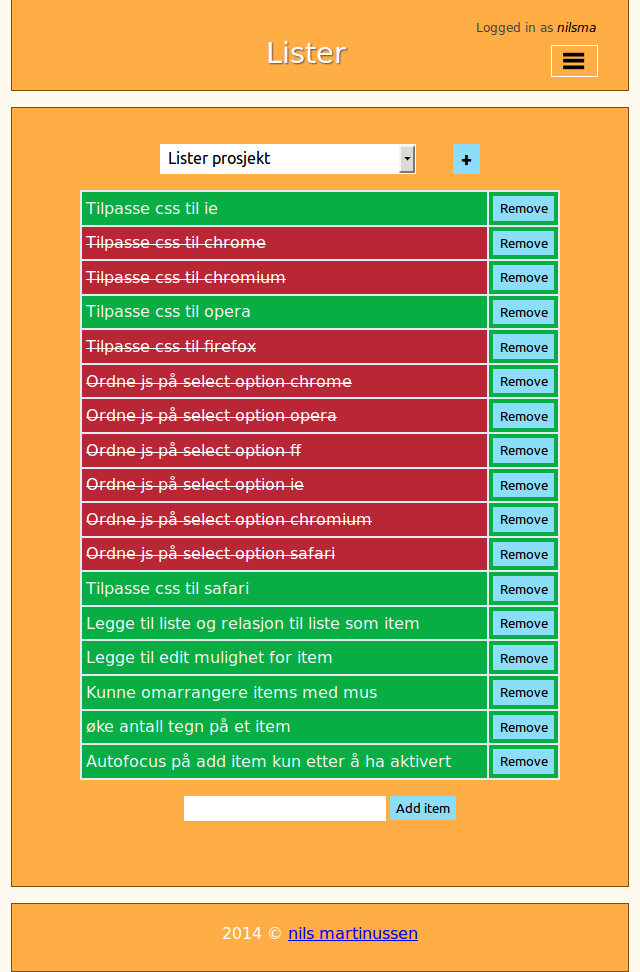 Logged in as nilsma
Lister
Lister prosjekt
+
Tilpasse css til ie Remove
Tilpasse css til chrome Remove
Tilpasse css til chromium Remove
Tilpasse css til opera Remove
Tilpasse css til firefox Remove
Ordne js på select option chrome Remove
Ordne js på select option opera Remove
Ordne js på select option ff Remove
Ordne js på select option ie Remove
Ordne js på select option chromium Remove
Ordne js på select option safari Remove
Tilpasse css til safari Remove
Legge til liste og relasjon til liste som item Remove
Legge til edit mulighet for item Remove
Kunne omarrangere items med mus Remove
øke antall tegn på et item Remove
Autofocus på add item kun etter å ha aktivert Remove
Add item
2014 © nils martinussen